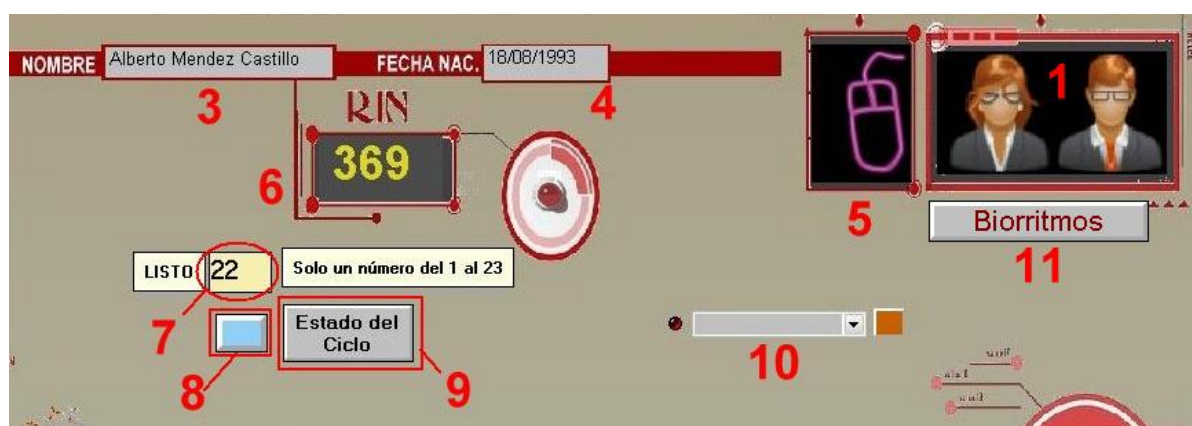 NOMBRE Alberto Mendez Castillo FECHA NAC. 18/08/1993
1
3
4
RIN
369
6
5
Biorritmos
11
LISTO 22 Solo un número del 1 al 23
7
Estado del
Ciclo
8
9
10